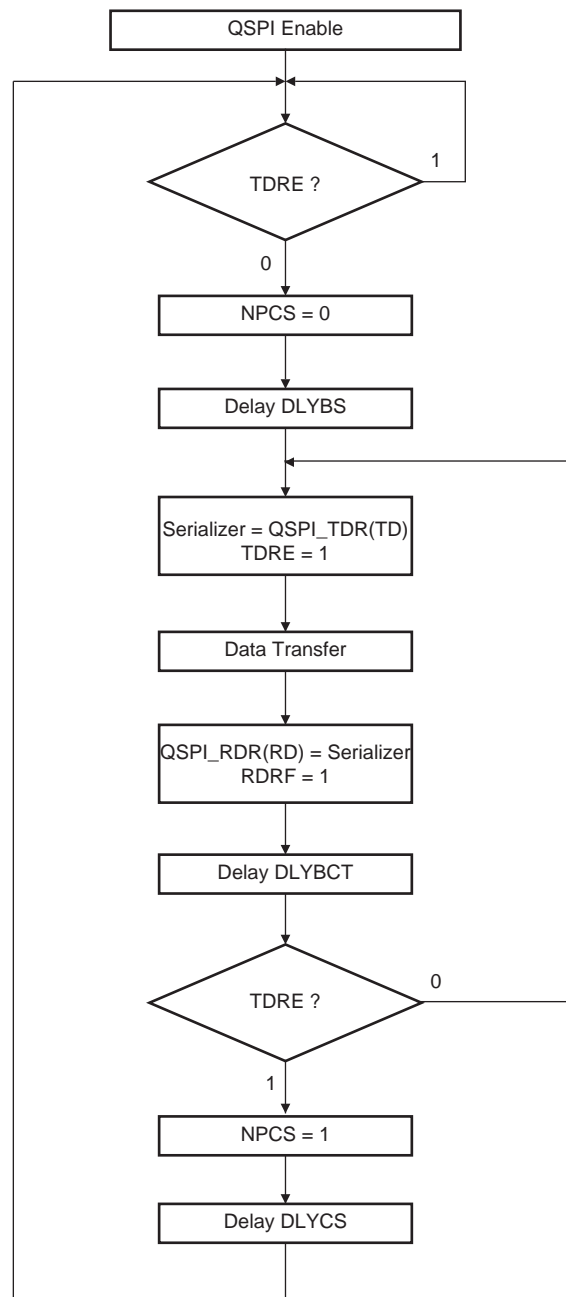 QSPI Enable
TDRE ?
1
0
NPCS = 0
Delay DLYBS
Serializer = QSPI_TDR(TD)
TDRE = 1
Data Transfer
QSPI_RDR(RD) = Serializer
RDRF = 1
Delay DLYBCT
TDRE ?
0
1
NPCS = 1
Delay DLYCS